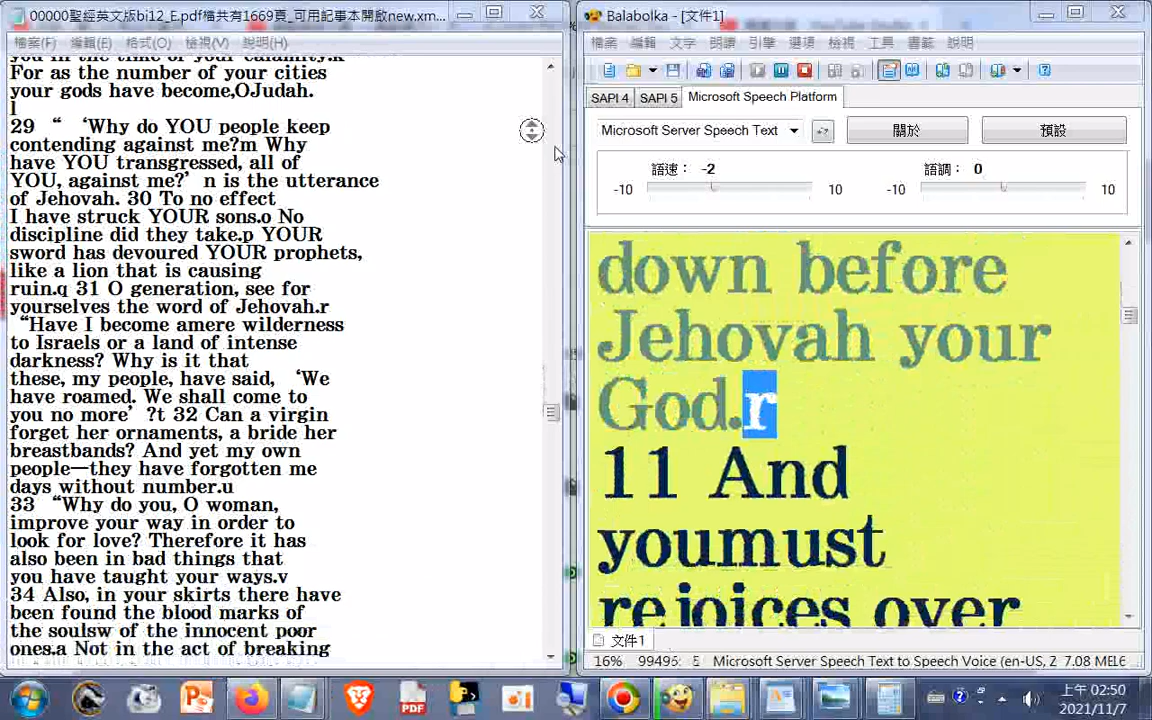 00000聖經英文版bi12_E.pdf檔共有1669頁_可用記事本開啟new.xm...
檔案(F) 編輯(E) 格式(O) 檢視(V) 說明(H)
you in the time of your calamity.k
For as the number of your cities
your gods have become,OJudah.
l
29 “ ‘Why do YOU people keep
contending against me?m Why
have YOU transgressed, all of
YOU, against me?’ n is the utterance
of Jehovah. 30 To no effect
I have struck YOUR sons.o No
discipline did they take.p YOUR
sword has devoured YOUR prophets,
like a lion that is causing
ruin.q 31 O generation, see for
yourselves the word of Jehovah.r
“Have I become amere wilderness
to Israels or a land of intense
darkness? Why is it that
these, my people, have said, ‘We
have roamed. We shall come to
you no more’ ?t 32 Can a virgin
forget her ornaments, a bride her
breastbands? And yet my own
people—they have forgotten me
days without number.u
33 “Why do you, O woman,
improve your way in order to
look for love? Therefore it has
also been in bad things that
you have taught your ways.v
34 Also, in your skirts there have
been found the blood marks of
the soulsw of the innocent poor
ones.a Not in the act of breaking
Balabolka - [文件1]
檔案 編輯 文字 朗讀 引擎 選項 檢視 工具 書籤 說明
SAPI 4 SAPI 5 Microsoft Speech Platform
Microsoft Server Speech Text 關於 預設
語速： -2 語調： 0
-10 10 -10 10
down before
Jehovah your
God.r
11 And
youmust
rejoices over
文件1
16% Microsoft Server Speech Text to Speech Voice (en-US, Z
上午 02:50
2021/11/7